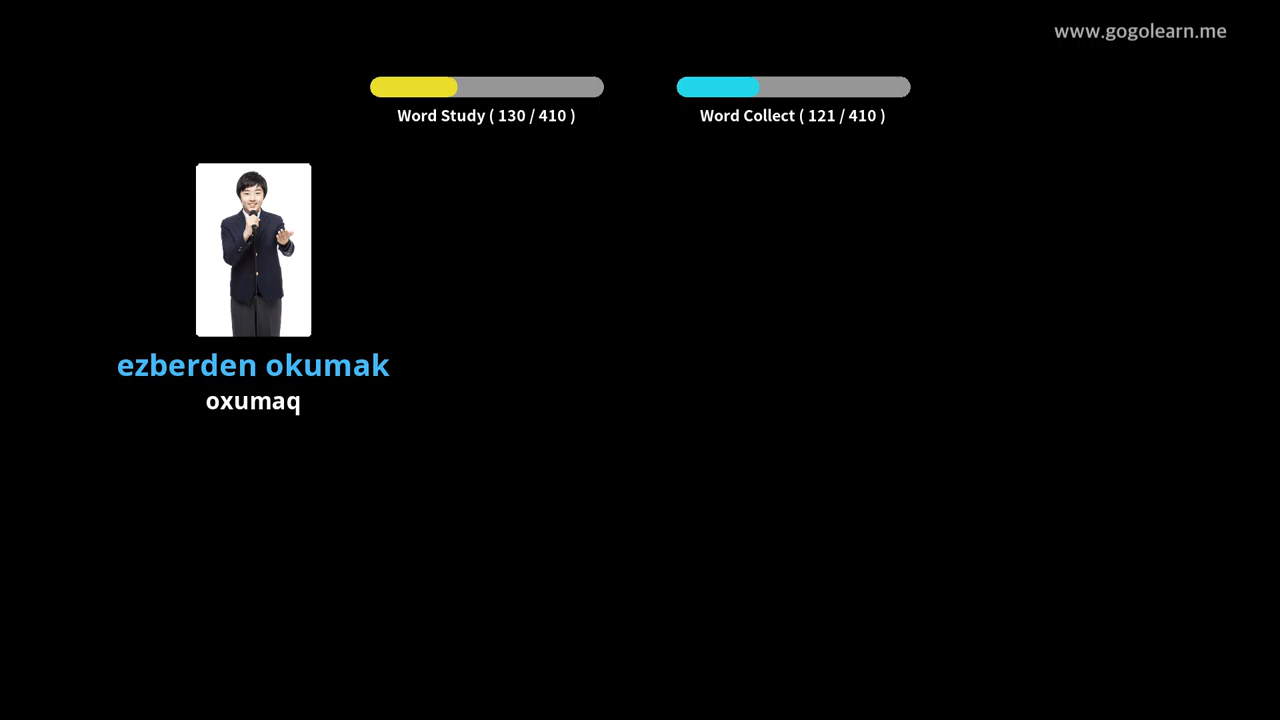 www.gogolearn.me
Word Study ( 130 / 410 )
Word Collect ( 121 / 410 )
ezberden okumak
oxumaq